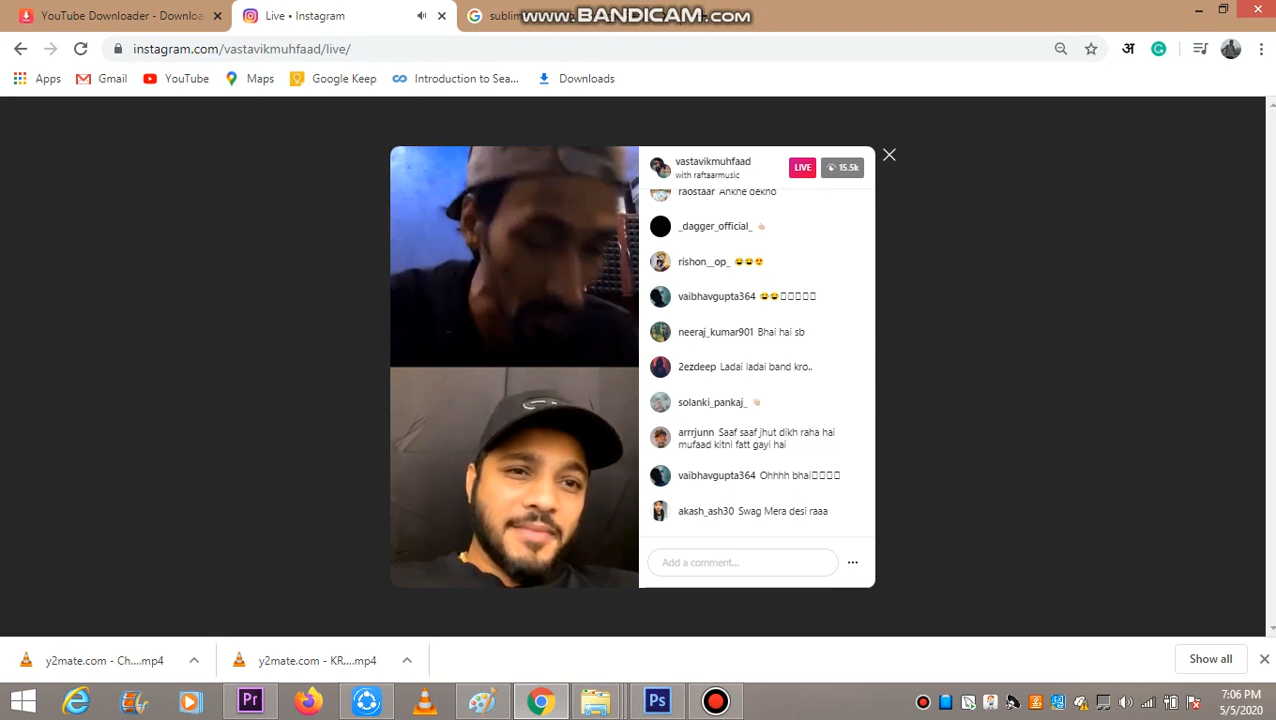 YouTube Downloader - Downloa
Live • Instagram
sublim
WWW.BANDICAM.COM
instagram.com/vastavikmuhfaad/live/
अ
Apps
Gmail
YouTube
Maps
Google Keep
Introduction to Sea...
Downloads
vastavikmuhfaad
with raftaarmusic
LIVE
15.5k
raostaar Ankhe dekho
_dagger_official_
rishon__op_
vaibhavgupta364
neeraj_kumar901 Bhai hai sb
2ezdeep Ladai ladai band kro..
solanki_pankaj_
arrrjunn Saaf saaf jhut dikh raha hai
mufaad kitni fatt gayi hai
vaibhavgupta364 Ohhhh bhai
akash_ash30 Swag Mera desi raaa
Add a comment...
y2mate.com - Ch....mp4
y2mate.com - KR....mp4
Show all
Pr
Ps
7:06 PM
5/5/2020